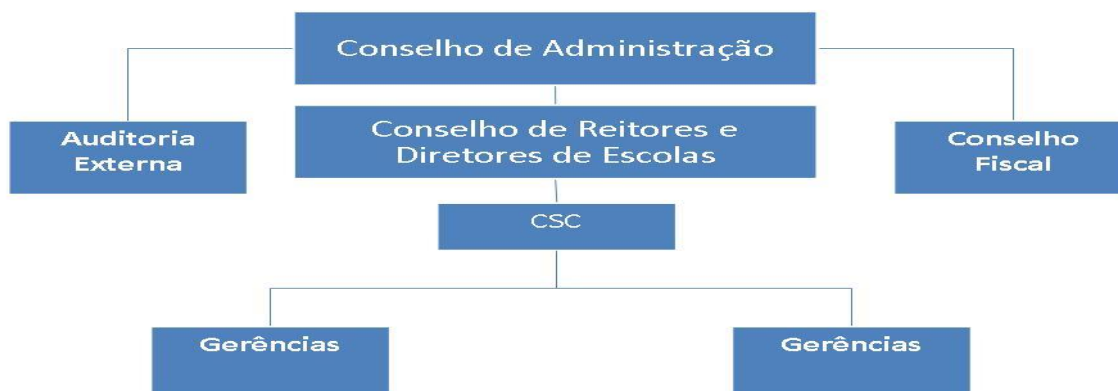 Conselho de Administração
Auditoria
Externa
Conselho de Reitores e
Diretores de Escolas
Conselho
Fiscal
CSC
Gerências
Gerências